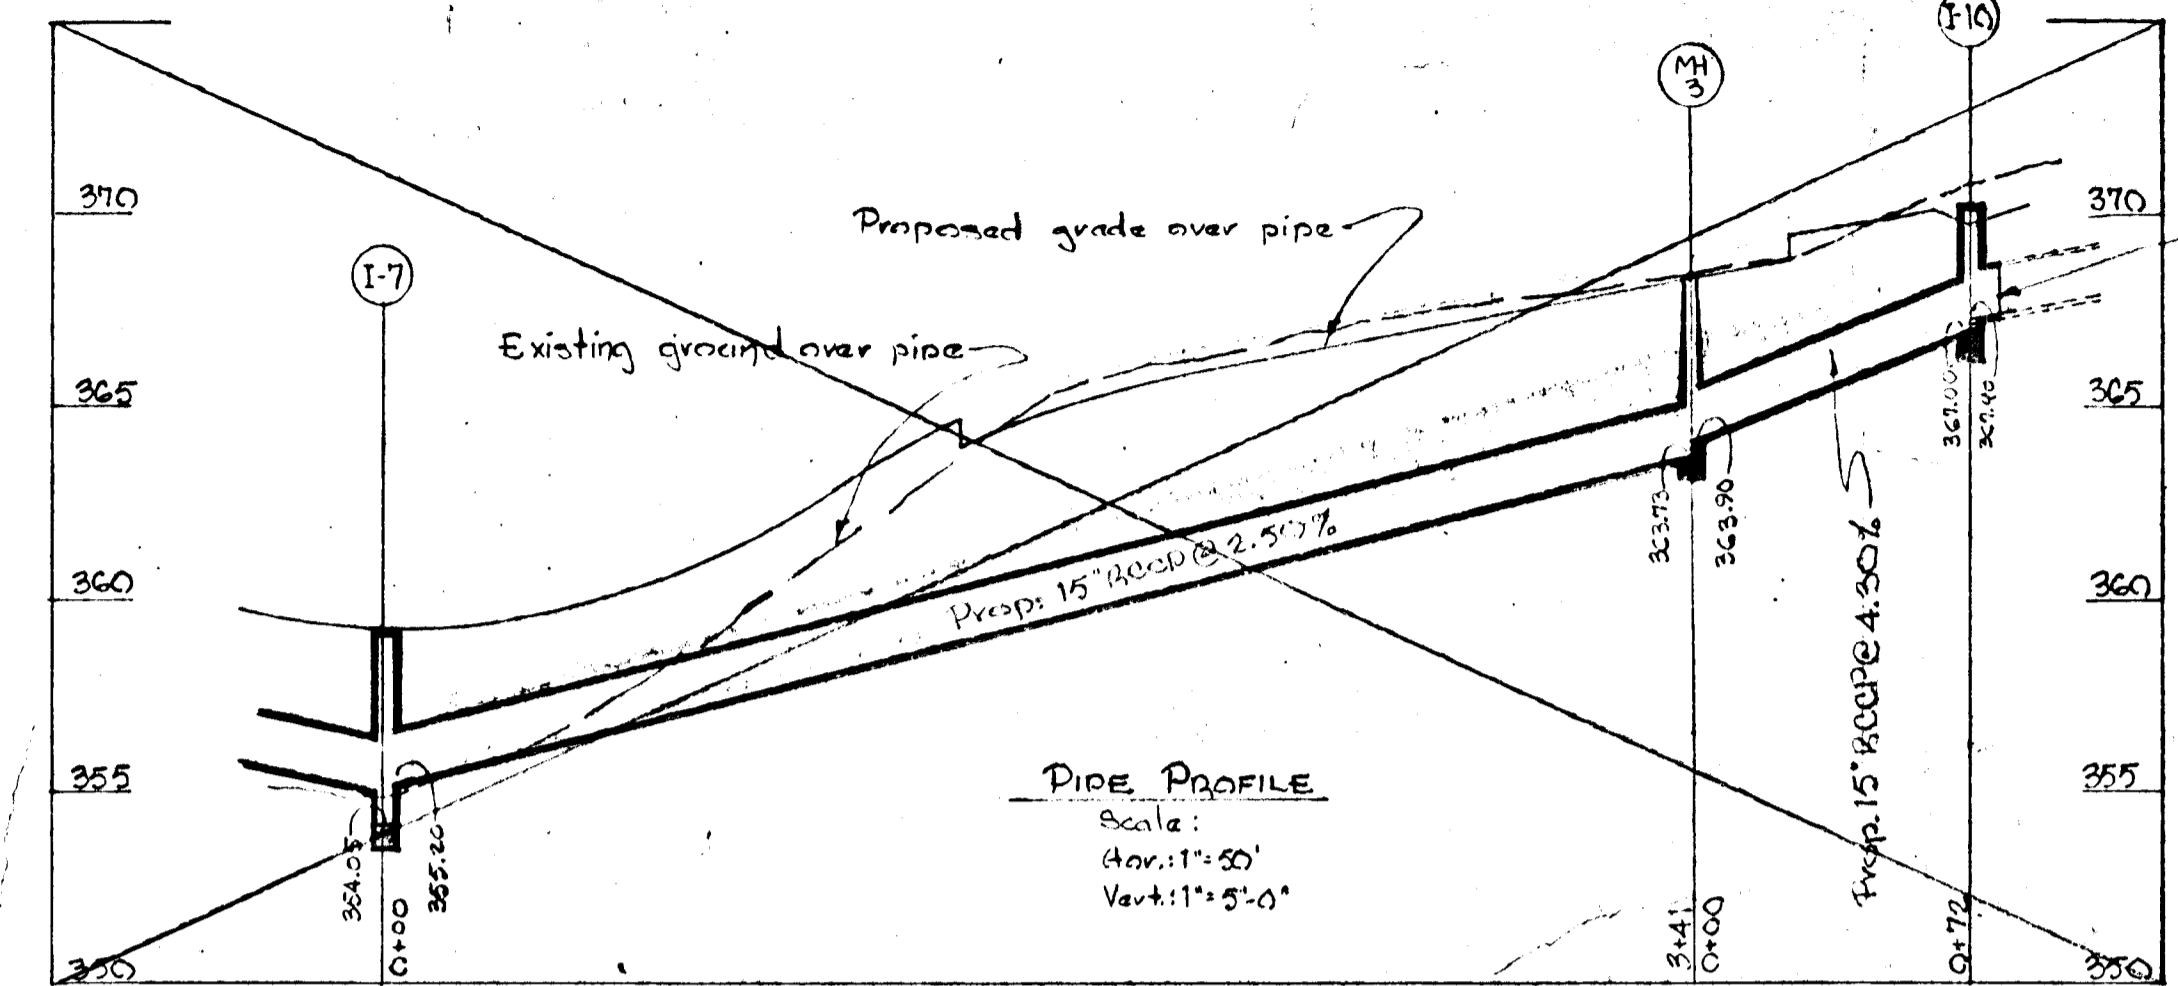 I-10
MH
3
I-7
370
370
Proposed grade over pipe
Existing ground over pipe
365
365
367.00
367.40
363.73
363.90
360
360
Prop. 15" RCCP @ 2.50%
Prop. 15" RCCP @ 4.30%
355
355
PIPE PROFILE
Scale:
Hor.: 1"= 50'
Vert.: 1"= 5'-0"
354.05
355.20
0+00
3+41
0+00
0+72
350
350